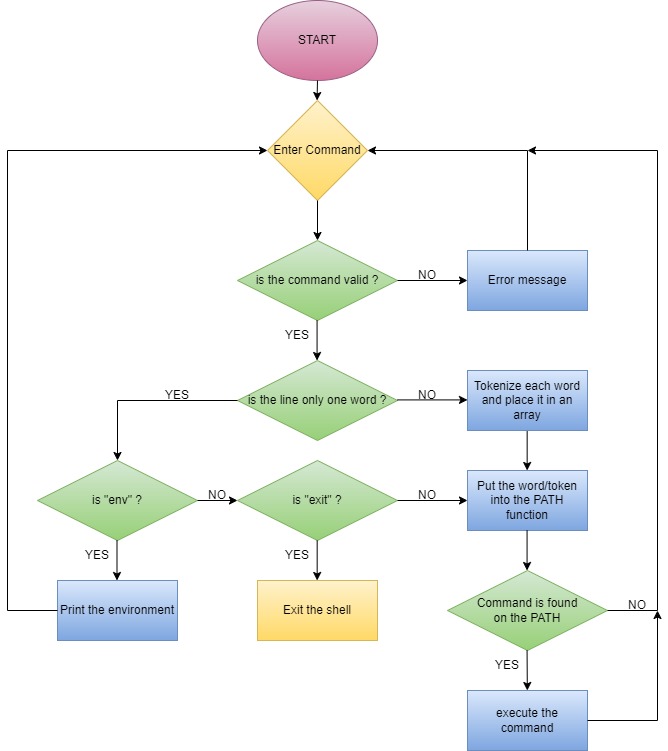 START
Enter Command
is the command valid ?
NO
Error message
YES
is the line only one word ?
YES
NO
Tokenize each word
and place it in an
array
is "env" ?
NO
is "exit" ?
NO
Put the word/token
into the PATH
function
YES
YES
Print the environment
Exit the shell
Command is found
on the PATH
NO
YES
execute the
command